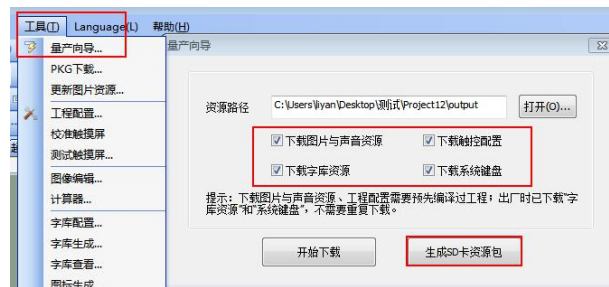 工具(T) Language(L) 帮助(H)
量产向导...
PKG下载...
更新图片资源...
工程配置...
校准触摸屏
测试触摸屏...
图像编辑...
计算器...
字库配置...
字库生成...
字库查看...
图标生成
量产向导
资源路径 C:\Users\liyan\Desktop\测试\Project12\output 打开(O)...
下载图片与声音资源 下载触控配置
下载字库资源 下载系统键盘
提示：下载图片与声音资源、工程配置需要预先编译过工程；出厂时已下载"字
库资源"和"系统键盘"，不需要重复下载。
开始下载 生成SD卡资源包